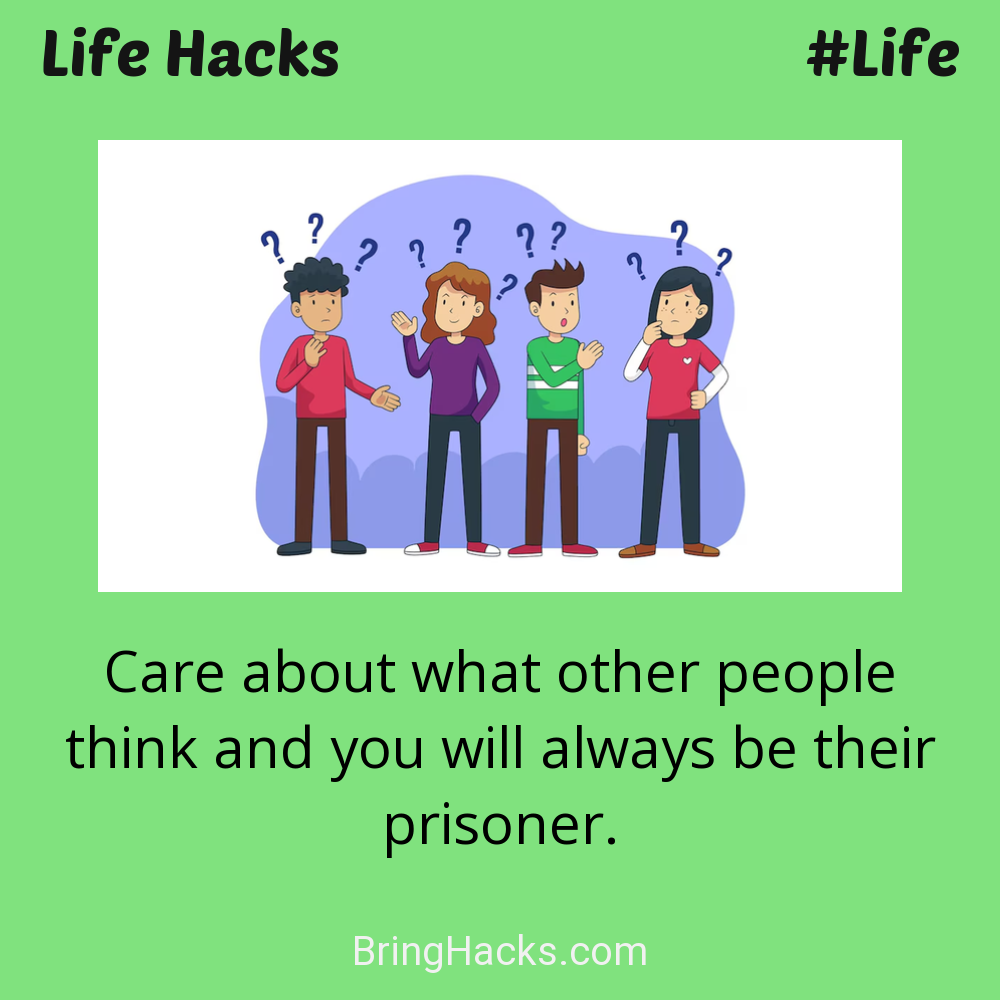 Life Hacks
#Life
? ? ? ? ? ? ? ? ? ? ?
Care about what other people
think and you will always be their
prisoner.
BringHacks.com